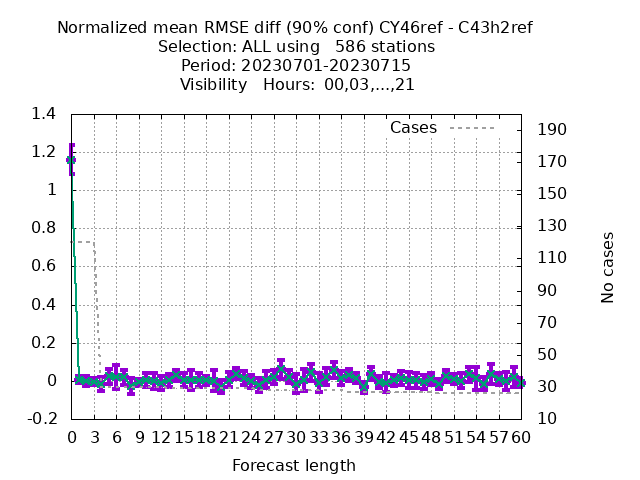 Normalized mean RMSE diff (90% conf) CY46ref - C43h2ref
Selection: ALL using   586 stations
Period: 20230701-20230715
Visibility   Hours: 00,03,...,21
Cases
1.4
1.2
1
0.8
0.6
0.4
0.2
0
-0.2
190
170
150
130
110
90
70
50
30
10
No cases
0 3 6 9 12 15 18 21 24 27 30 33 36 39 42 45 48 51 54 57 60
Forecast length